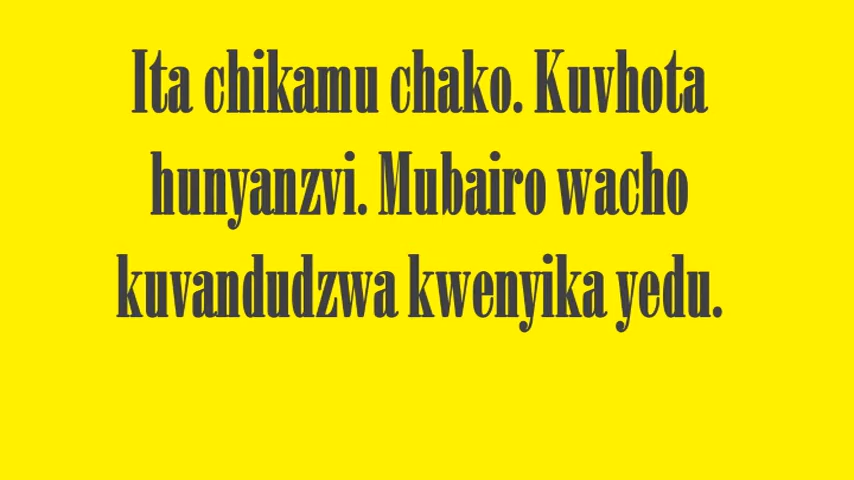 Ita chikamu chako. Kuvhota
hunyanzvi. Mubairo wacho
kuvandudzwa kwenyika yedu.